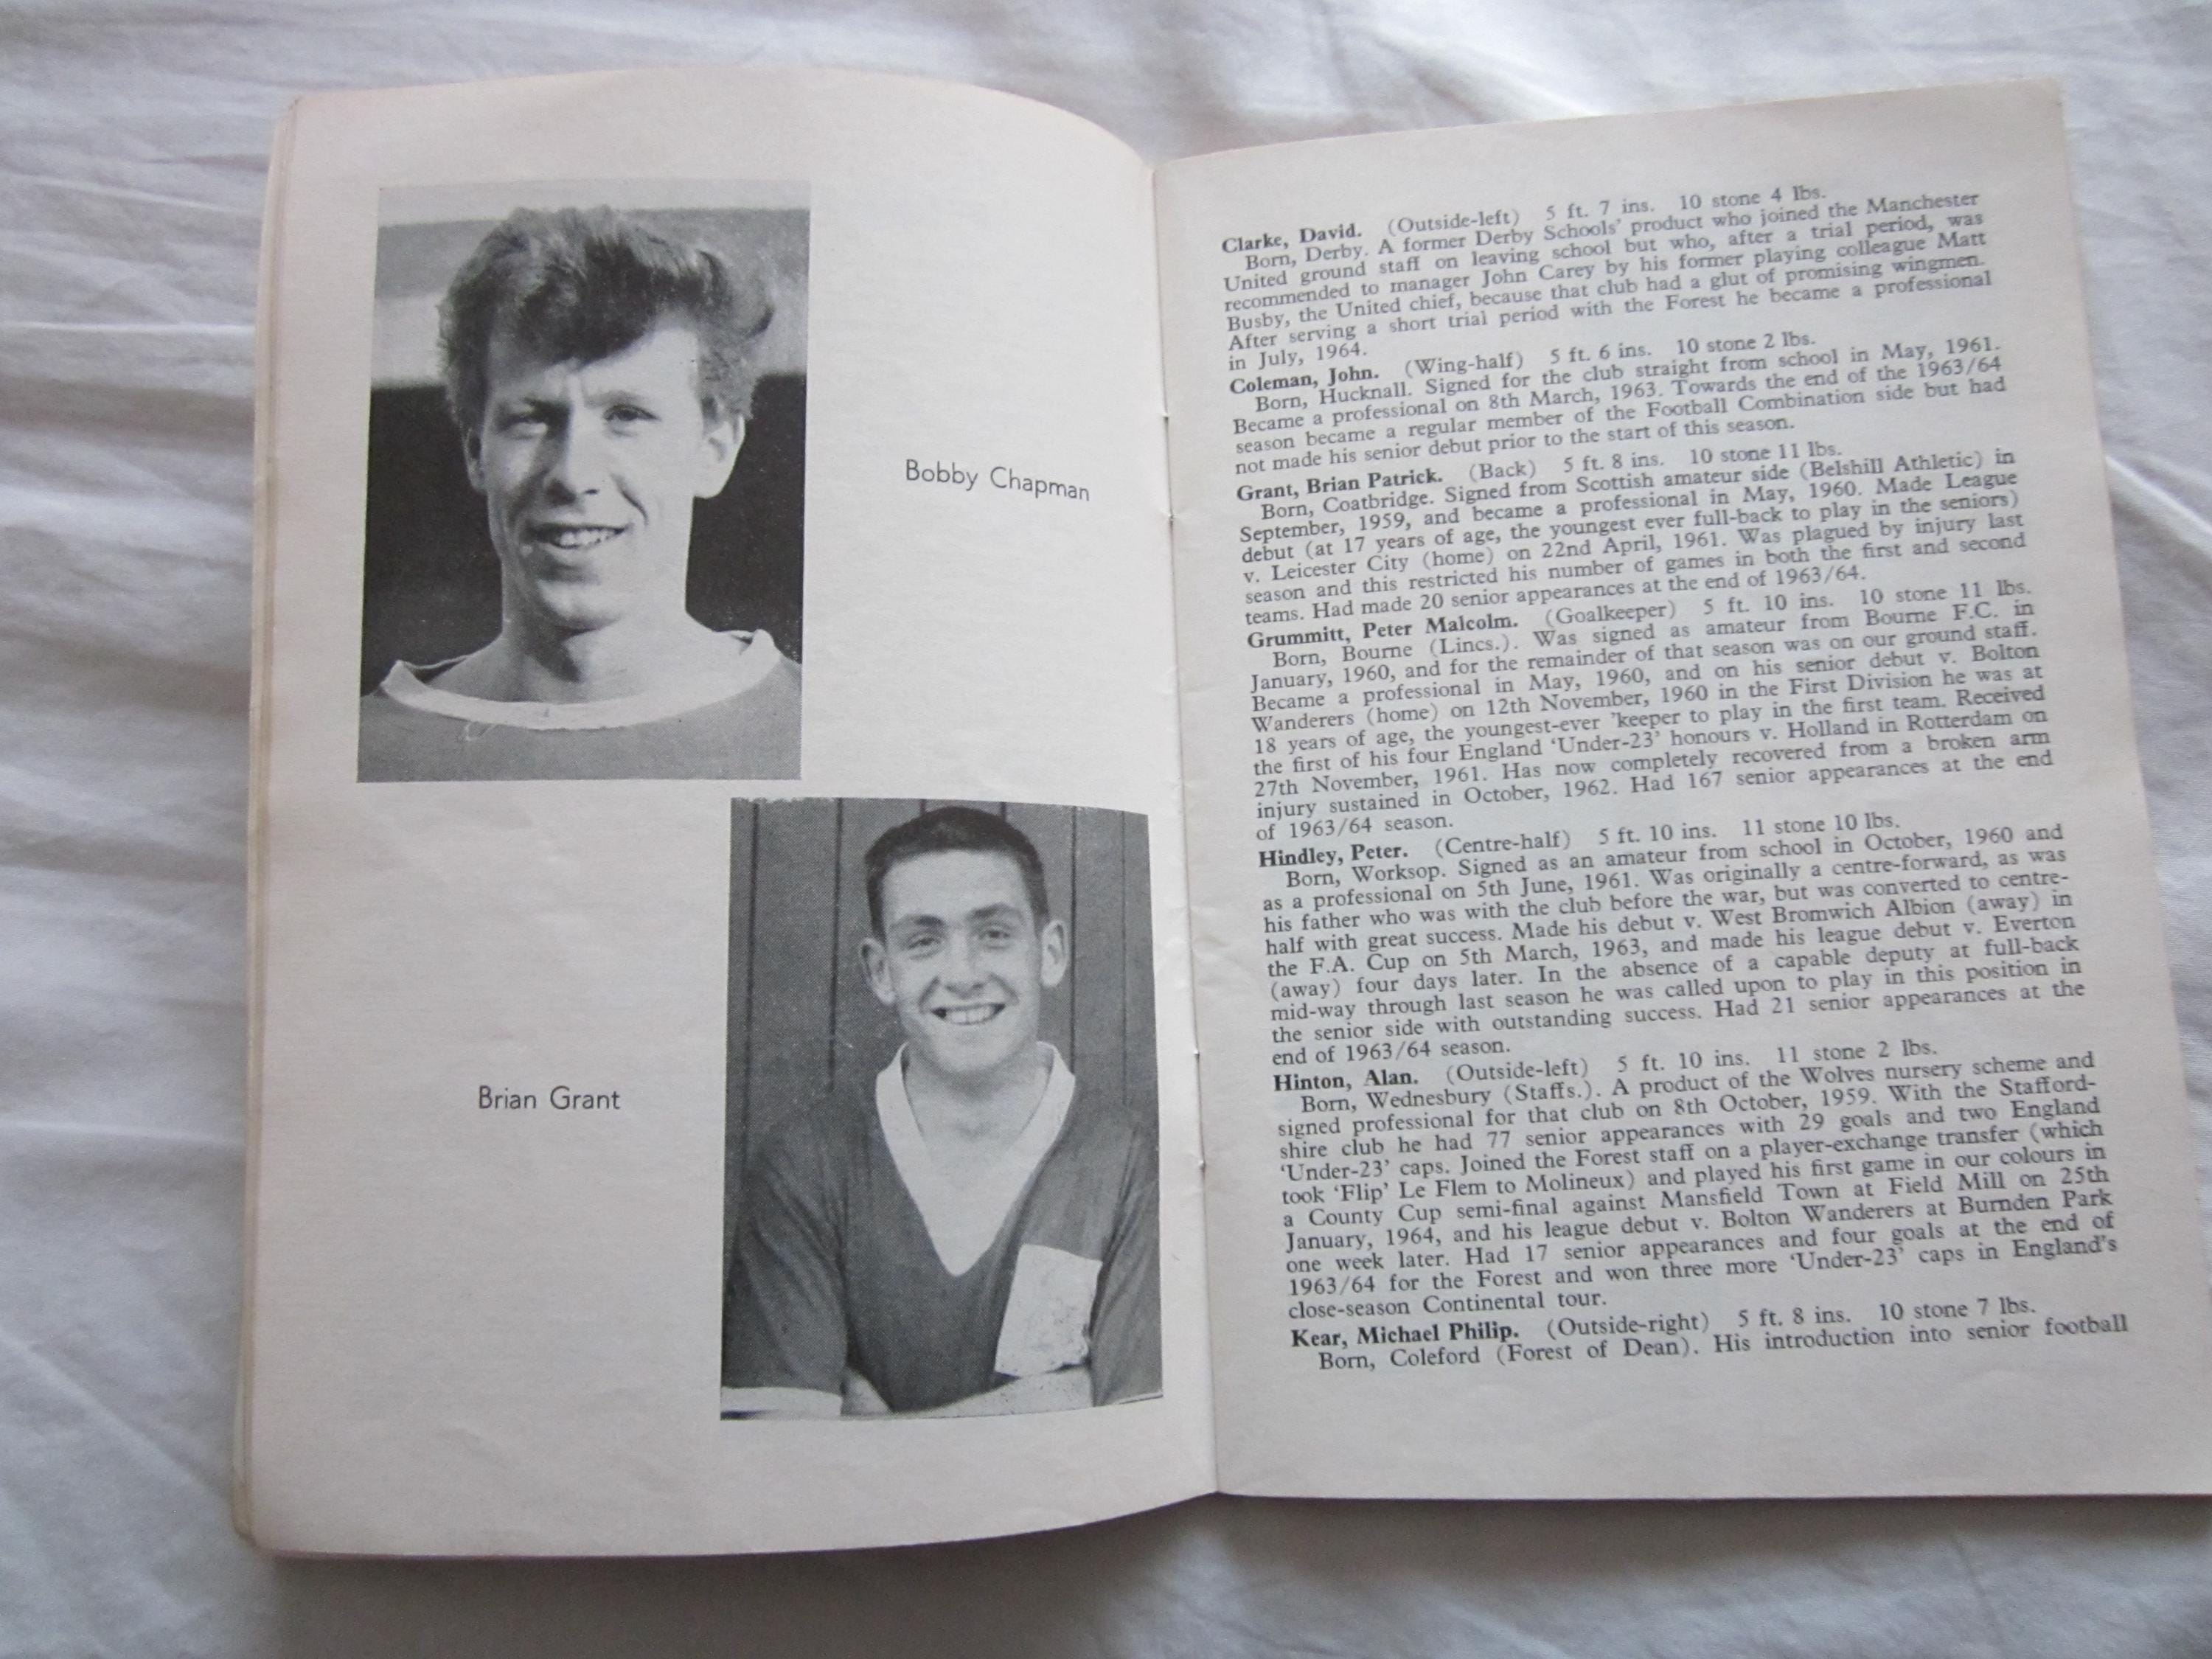 Bobby Chapman
Brian Grant
Clarke, David. (Outside-left) 5 ft. 7 ins. 10 stone 4 lbs.
Born, Derby. A former Derby Schools' product who joined the Manchester
United ground staff on leaving school but who, after a trial period, was
recommended to manager John Carey by his former playing colleague Matt
Busby, the United chief, because that club had a glut of promising wingmen.
After serving a short trial period with the Forest he became a professional
in July, 1964.
Coleman, John. (Wing-half) 5 ft. 6 ins. 10 stone 2 lbs.
Born, Hucknall. Signed for the club straight from school in May, 1961.
Became a professional on 8th March, 1963. Towards the end of the 1963/64
season became a regular member of the Football Combination side but had
not made his senior debut prior to the start of this season.
Grant, Brian Patrick. (Back) 5 ft. 8 ins. 10 stone 11 lbs.
Born, Coatbridge. Signed from Scottish amateur side (Belshill Athletic) in
September, 1959, and became a professional in May, 1960. Made League
debut (at 17 years of age, the youngest ever full-back to play in the seniors)
v. Leicester City (home) on 22nd April, 1961. Was plagued by injury last
season and this restricted his number of games in both the first and second
teams. Had made 20 senior appearances at the end of 1963/64.
Grummitt, Peter Malcolm. (Goalkeeper) 5 ft. 10 ins. 10 stone 11 lbs.
Born, Bourne (Lincs.). Was signed as amateur from Bourne F.C. in
January, 1960, and for the remainder of that season was on our ground staff.
Became a professional in May, 1960, and on his senior debut v. Bolton
Wanderers (home) on 12th November, 1960 in the First Division he was at
18 years of age, the youngest-ever 'keeper to play in the first team. Received
the first of his four England 'Under-23' honours v. Holland in Rotterdam on
27th November, 1961. Has now completely recovered from a broken arm
injury sustained in October, 1962. Had 167 senior appearances at the end
of 1963/64 season.
Hindley, Peter. (Centre-half) 5 ft. 10 ins. 11 stone 10 lbs.
Born, Worksop. Signed as an amateur from school in October, 1960 and
as a professional on 5th June, 1961. Was originally a centre-forward, as was
his father who was with the club before the war, but was converted to centre-
half with great success. Made his debut v. West Bromwich Albion (away) in
the F.A. Cup on 5th March, 1963, and made his league debut v. Everton
(away) four days later. In the absence of a capable deputy at full-back
mid-way through last season he was called upon to play in this position in
the senior side with outstanding success. Had 21 senior appearances at the
end of 1963/64 season.
Hinton, Alan. (Outside-left) 5 ft. 10 ins. 11 stone 2 lbs.
Born, Wednesbury (Staffs.). A product of the Wolves nursery scheme and
signed professional for that club on 8th October, 1959. With the Stafford-
shire club he had 77 senior appearances with 29 goals and two England
'Under-23' caps. Joined the Forest staff on a player-exchange transfer (which
took 'Flip' Le Flem to Molineux) and played his first game in our colours in
a County Cup semi-final against Mansfield Town at Field Mill on 25th
January, 1964, and his league debut v. Bolton Wanderers at Burnden Park
one week later. Had 17 senior appearances and four goals at the end of
1963/64 for the Forest and won three more 'Under-23' caps in England's
close-season Continental tour.
Kear, Michael Philip. (Outside-right) 5 ft. 8 ins. 10 stone 7 lbs.
Born, Coleford (Forest of Dean). His introduction into senior football